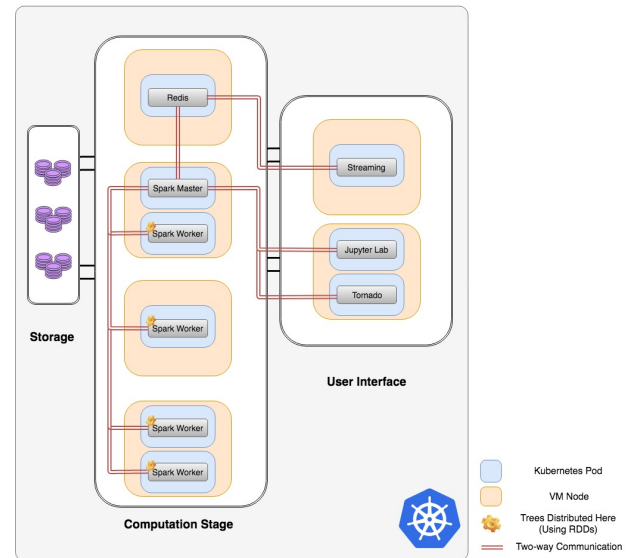 Redis
Streaming
Spark Master
Spark Worker
Jupyter Lab
Tornado
Spark Worker
Storage
User Interface
Spark Worker
Spark Worker
Computation Stage
Kubernetes Pod
VM Node
Trees Distributed Here
(Using RDDs)
Two-way Communication